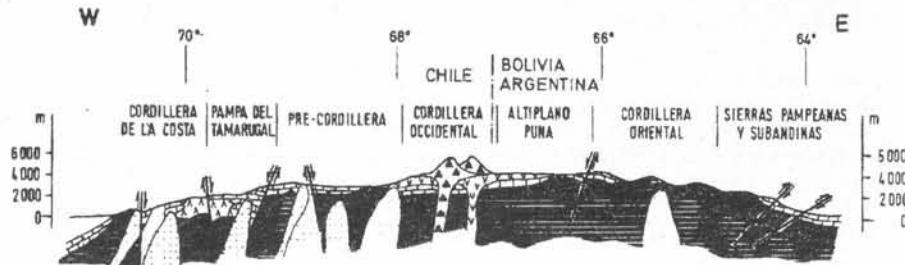 W
E
70°
68°
66°
64°
CHILE
BOLIVIA
ARGENTINA
CORDILLERA
DE LA COSTA
PAMPA DEL
TAMARUGAL
PRE-CORDILLERA
CORDILLERA
OCCIDENTAL
ALTIPLANO
PUNA
CORDILLERA
ORIENTAL
SIERRAS PAMPEANAS
Y SUBANDINAS
m
6000
4000
2000
0
m
5000
4000
2000
0